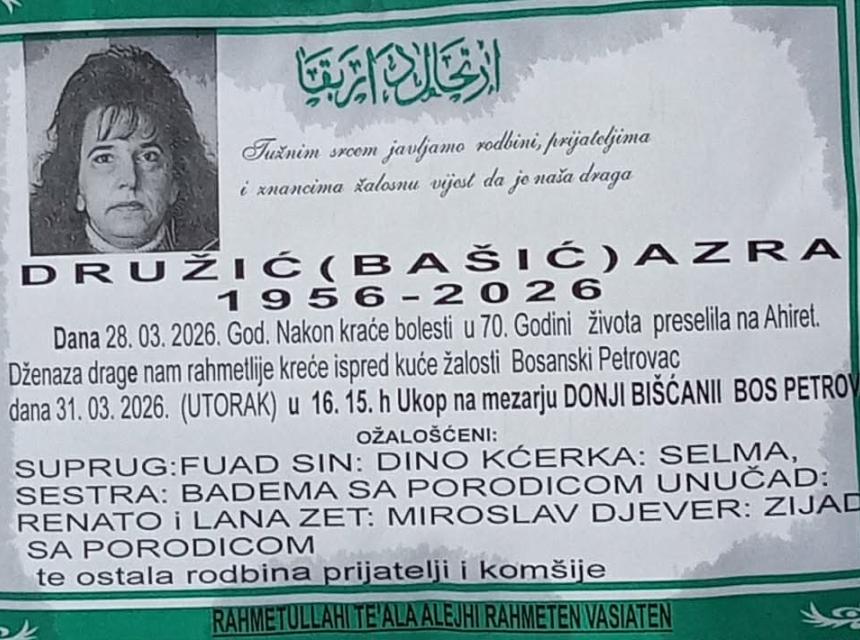 ارتحال دار بقا
Tužnim srcem javljamo rodbini, prijateljima
i znancima žalosnu vijest da je naša draga
DRUŽIĆ(BAŠIĆ)AZRA
1956-2026
Dana 28. 03. 2026. God. Nakon kraće bolesti u 70. Godini života preselila na Ahiret.
Dženaza drage nam rahmetlije kreće ispred kuće žalosti Bosanski Petrovac
dana 31. 03. 2026. (UTORAK) u 16. 15. h Ukop na mezarju DONJI BIŠĆANII BOS PETROV
OŽALOŠĆENI:
SUPRUG:FUAD SIN: DINO KĆERKA: SELMA,
SESTRA: BADEMA SA PORODICOM UNUČAD:
RENATO i LANA ZET: MIROSLAV DJEVER: ZIJAD
SA PORODICOM
te ostala rodbina prijatelji i komšije
RAHMETULLAHI TE'ALA ALEJHI RAHMETEN VASIATEN